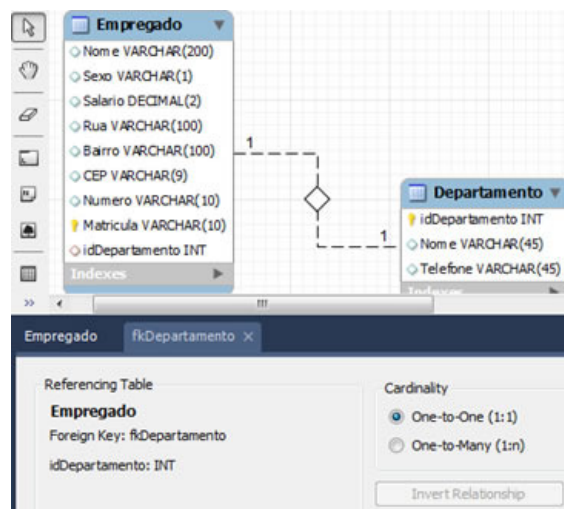 Empregado
Nome VARCHAR(200)
Sexo VARCHAR(1)
Salario DECIMAL(2)
Rua VARCHAR(100)
Bairro VARCHAR(100)
CEP VARCHAR(9)
Numero VARCHAR(10)
Matricula VARCHAR(10)
idDepartamento INT
Indexes
1
1
Departamento
idDepartamento INT
Nome VARCHAR(45)
Telefone VARCHAR(45)
Indexes
Empregado
fkDepartamento ×
Referencing Table
Empregado
Foreign Key: fkDepartamento
idDepartamento: INT
Cardinality
One-to-One (1:1)
One-to-Many (1:n)
Invert Relationship